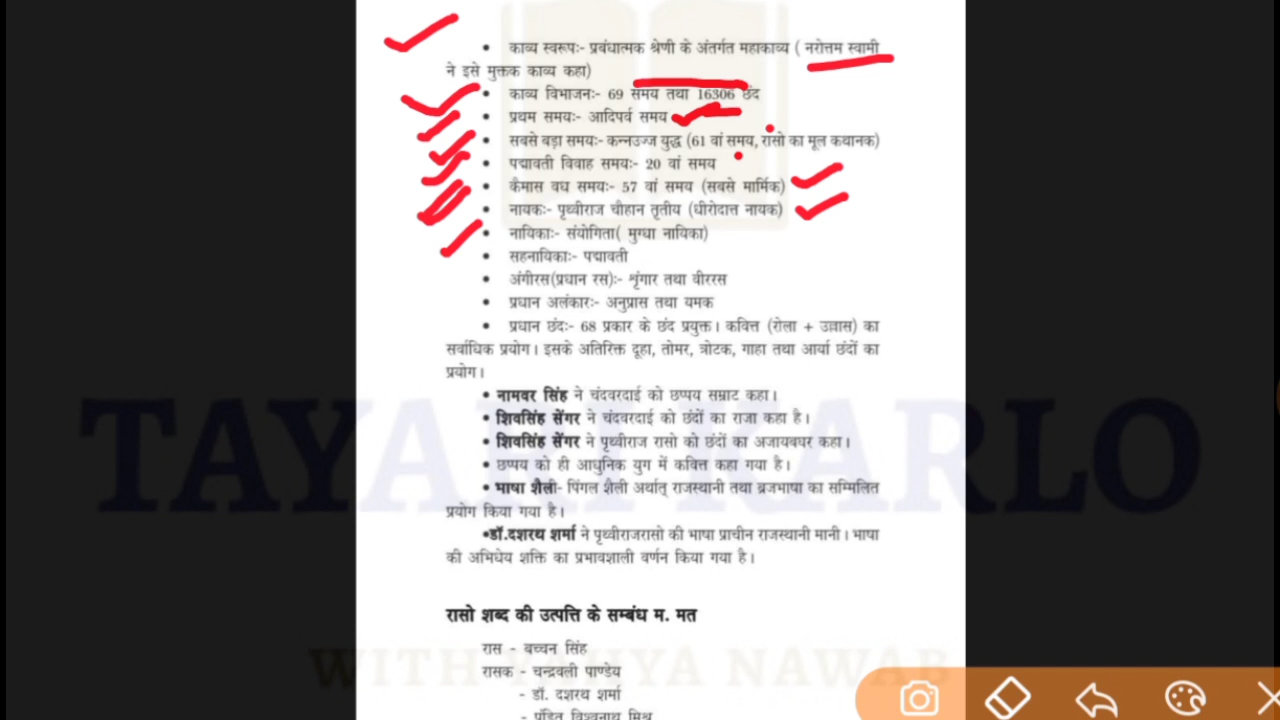 • काव्य स्वरूपः- प्रबंधात्मक श्रेणी के अंतर्गत महाकाव्य ( नरोत्तम स्वामी
ने इसे मुक्तक काव्य कहा)
• काव्य विभाजनः- 69 समय तथा 16306 छंद
• प्रथम समयः- आदिपर्व समय
• सबसे बड़ा समयः- कन्नउज्ज युद्ध (61 वां समय, रासो का मूल कथानक)
• पद्मावती विवाह समयः- 20 वां समय
• कैमास वध समयः- 57 वां समय (सबसे मार्मिक)
• नायकः- पृथ्वीराज चौहान तृतीय (धीरोदात्त नायक)
• नायिकाः- संयोगिता( मुग्धा नायिका)
• सहनायिकाः- पद्मावती
• अंगीरस(प्रधान रस):- शृंगार तथा वीररस
• प्रधान अलंकारः- अनुप्रास तथा यमक
• प्रधान छंदः- 68 प्रकार के छंद प्रयुक्त। कवित्त (रोला + उल्लास) का
सर्वाधिक प्रयोग। इसके अतिरिक्त दूहा, तोमर, त्रोटक, गाहा तथा आर्या छंदों का
प्रयोग।
• नामवर सिंह ने चंदवरदाई को छप्पय सम्राट कहा।
• शिवसिंह सेंगर ने चंदवरदाई को छंदों का राजा कहा है।
• शिवसिंह सेंगर ने पृथ्वीराज रासो को छंदों का अजायबघर कहा।
• छप्पय को ही आधुनिक युग में कवित्त कहा गया है।
• भाषा शैली- पिंगल शैली अर्थात् राजस्थानी तथा ब्रजभाषा का सम्मिलित
प्रयोग किया गया है।
•डॉ.दशरथ शर्मा ने पृथ्वीराजरासो की भाषा प्राचीन राजस्थानी मानी। भाषा
की अभिधेय शक्ति का प्रभावशाली वर्णन किया गया है।
TAYARI KARLO
रासो शब्द की उत्पत्ति के सम्बंध म. मत
रास - बच्चन सिंह
WITH YAHYA NAWAB
रासक - चन्द्रवली पाण्डेय
- डॉ. दशरथ शर्मा
- पंडित विश्वनाथ मिश्र